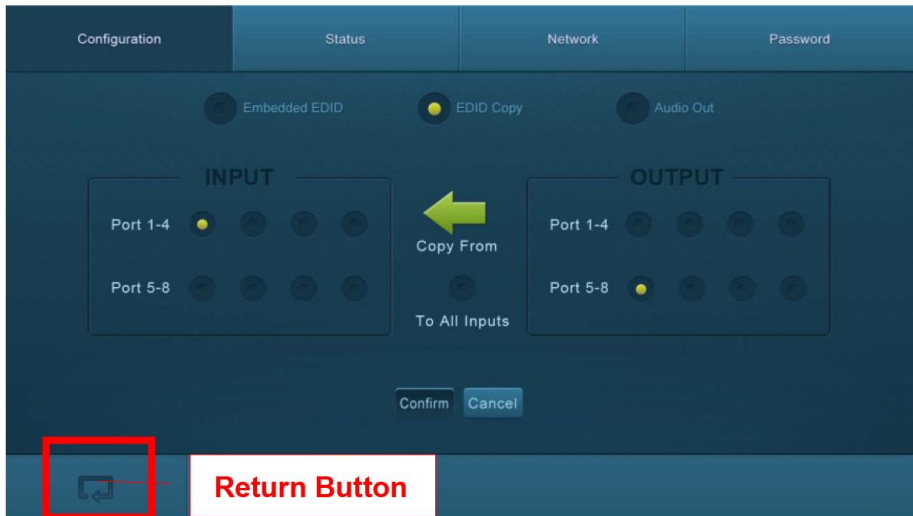 Configuration Status Network Password
Embedded EDID EDID Copy Audio Out
INPUT OUTPUT
Port 1-4 Port 1-4
Copy From
Port 5-8 Port 5-8
To All Inputs
Confirm Cancel
Return Button